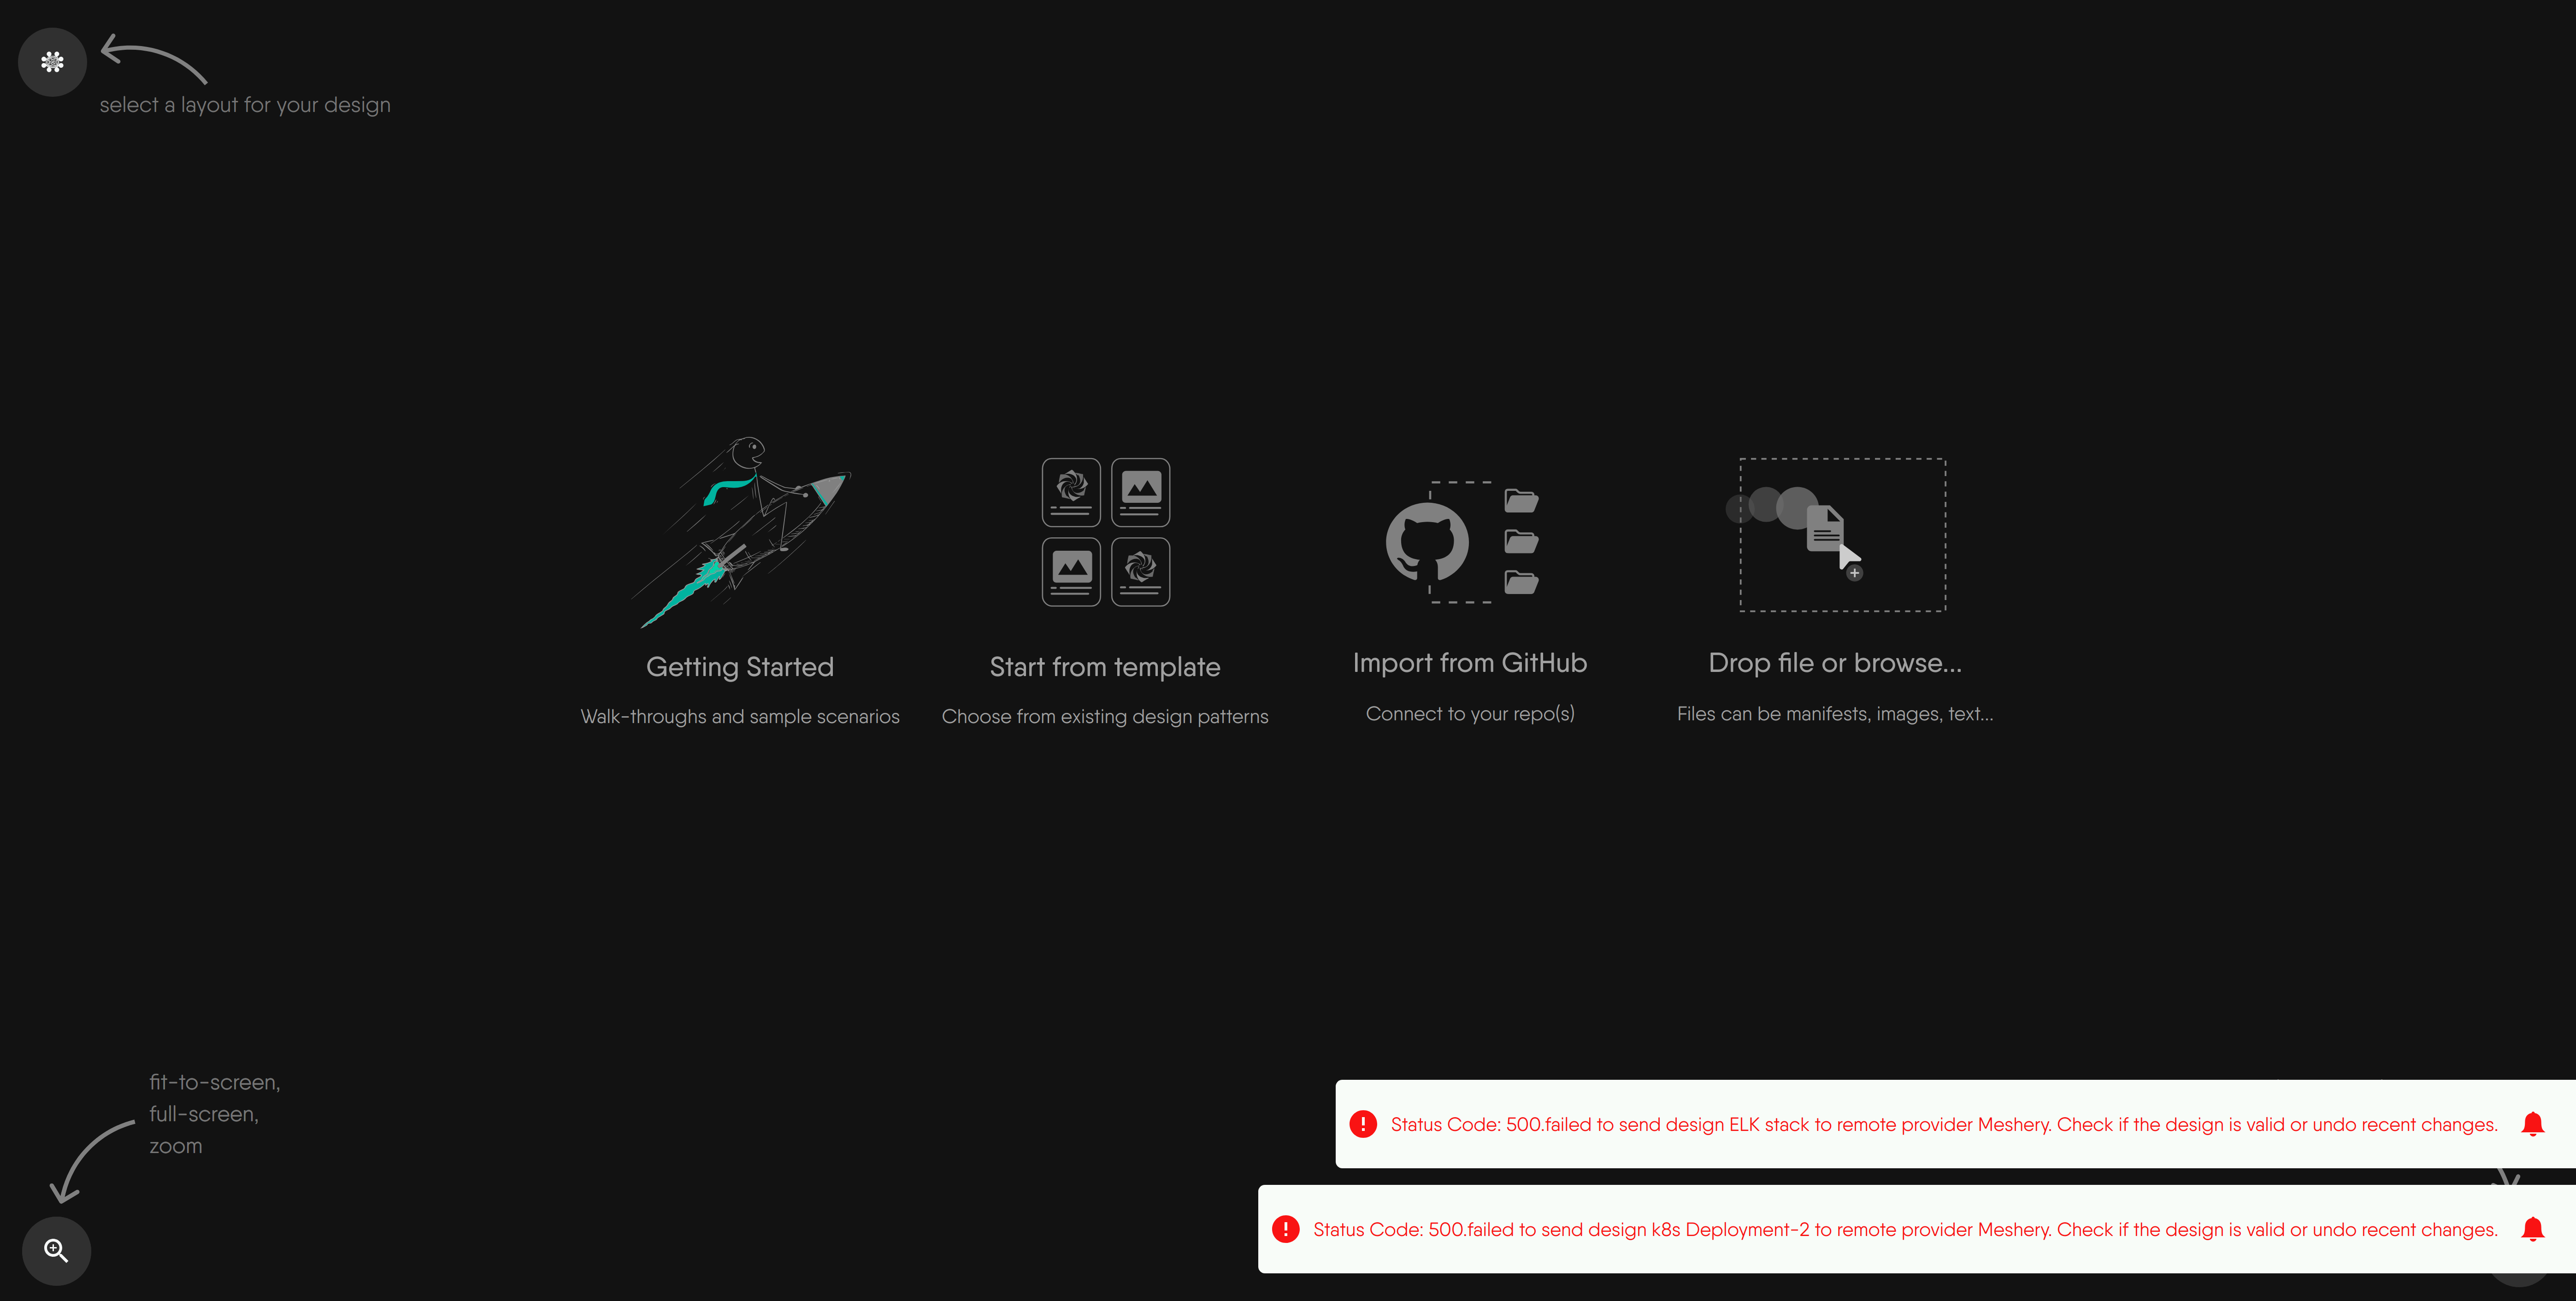 select a layout for your design
Getting Started
Walk-throughs and sample scenarios
Start from template
Choose from existing design patterns
Import from GitHub
Connect to your repo(s)
Drop file or browse...
Files can be manifests, images, text...
fit-to-screen,
full-screen,
zoom
Status Code: 500.failed to send design ELK stack to remote provider Meshery. Check if the design is valid or undo recent changes.
Status Code: 500.failed to send design k8s Deployment-2 to remote provider Meshery. Check if the design is valid or undo recent changes.